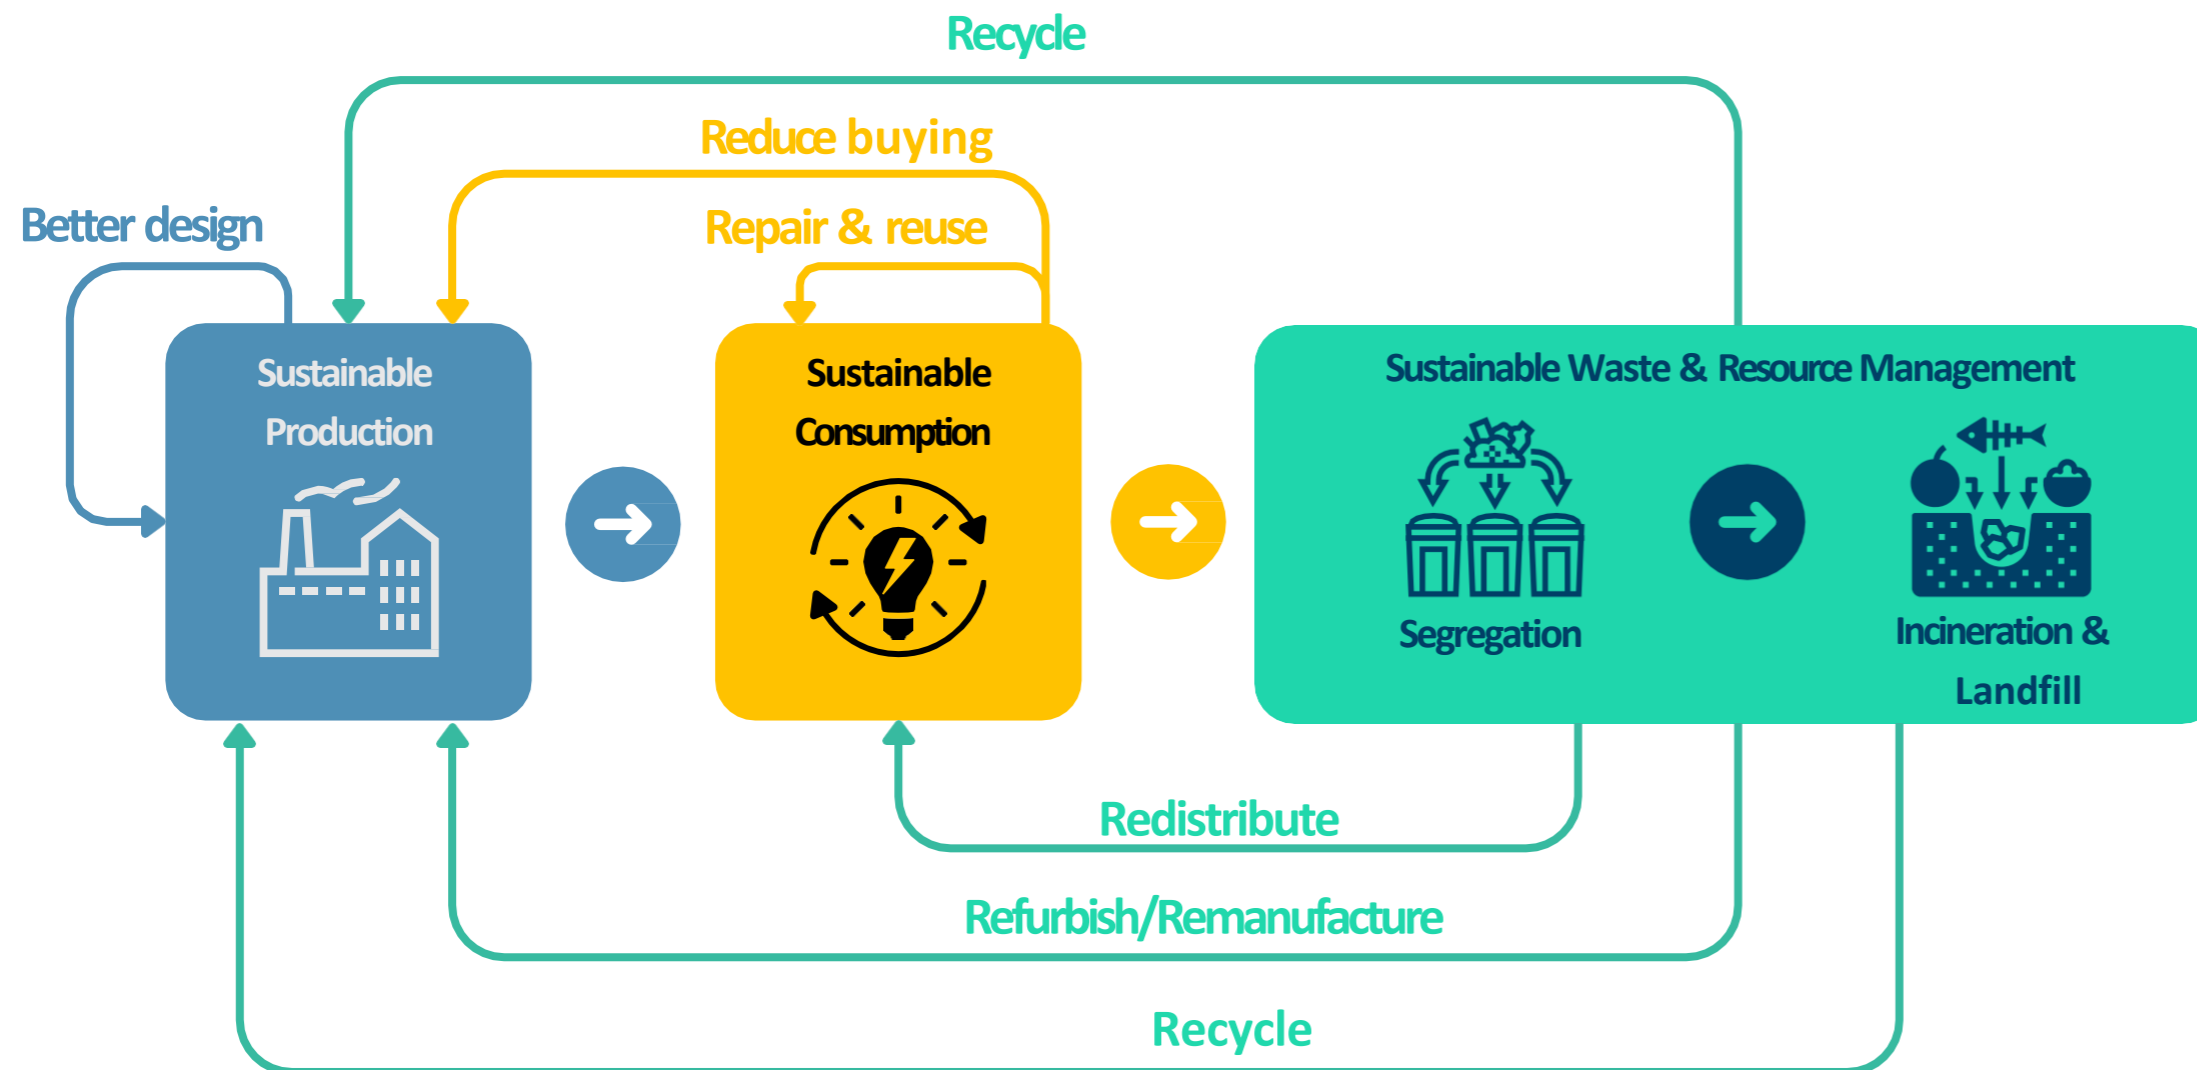 Recycle
Reduce buying
Better design
Repair & reuse
Sustainable
Production
Sustainable
Consumption
Sustainable Waste & Resource Management
Segregation
Incineration &
Landfill
Redistribute
Refurbish/Remanufacture
Recycle